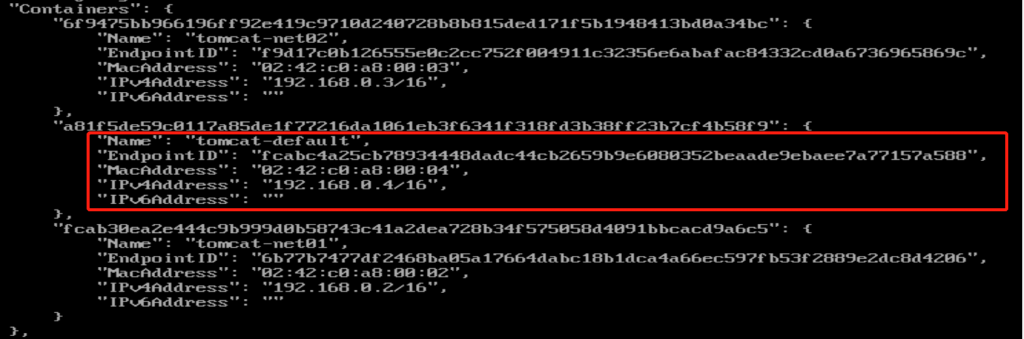 "Containers": {
"6f9475bb966196ff92e419c9710d240728b8b815ded171f5b1948413bd0a34bc": {
"Name": "tomcat-net02",
"EndpointID": "f9d17c0b126555e0c2cc752f004911c32356e6abafac84332cd0a6736965869c",
"MacAddress": "02:42:c0:a8:00:03",
"IPv4Address": "192.168.0.3/16",
"IPv6Address": ""
},
"a81f5de59c0117a85de1f77216da1061eb3f6341f318fd3b38ff23b7cf4b58f9": {
"Name": "tomcat-default",
"EndpointID": "fcabc4a25cb78934448dadc44cb2659b9e6080352beaade9ebaee7a77157a588",
"MacAddress": "02:42:c0:a8:00:04",
"IPv4Address": "192.168.0.4/16",
"IPv6Address": ""
},
"fcab30ea2e444c9b999d0b58743c41a2dea728b34f575058d4091bbcacd9a6c5": {
"Name": "tomcat-net01",
"EndpointID": "6b77b7477df2468ba05a17664dabc18b1dca4a66ec597fb53f2889e2dc8d4206",
"MacAddress": "02:42:c0:a8:00:02",
"IPv4Address": "192.168.0.2/16",
"IPv6Address": ""
}
},